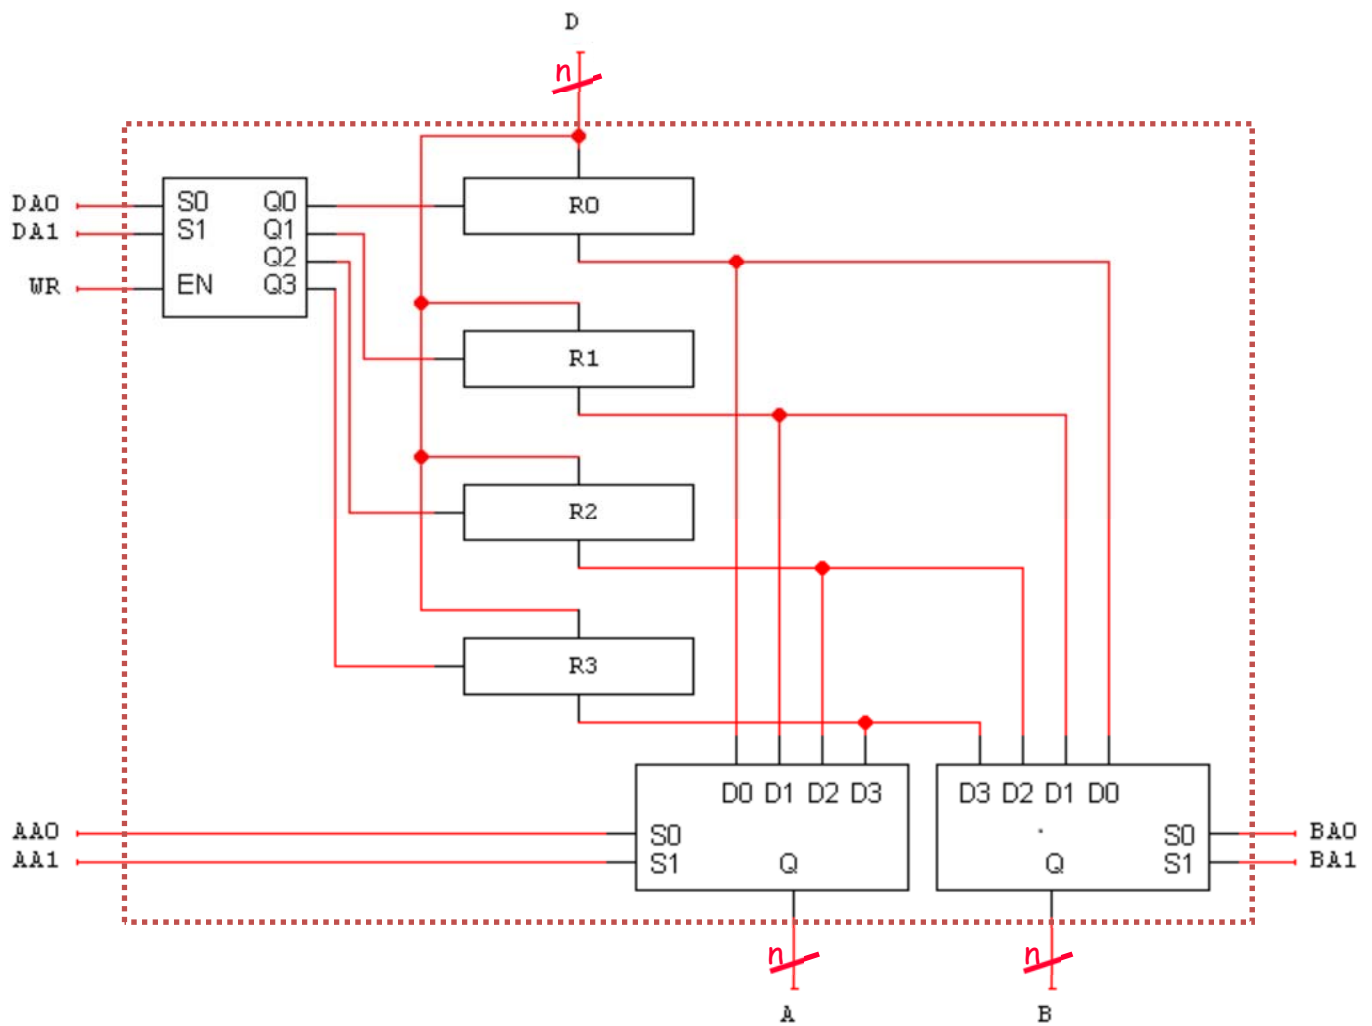 D
n
DA0 S0 Q0 R0
DA1 S1 Q1
Q2
WR EN Q3
R1
R2
R3
D0 D1 D2 D3 D3 D2 D1 D0
AA0 S0 S0 BA0
AA1 S1 Q Q S1 BA1
n n
A B